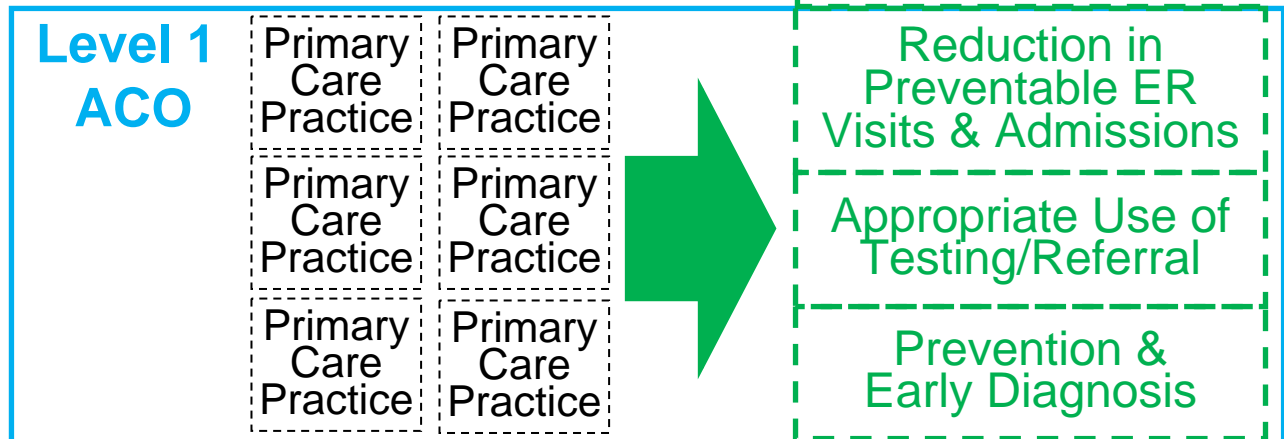 Level 1
ACO
Primary
Care
Practice
Primary
Care
Practice
Primary
Care
Practice
Primary
Care
Practice
Primary
Care
Practice
Primary
Care
Practice
Reduction in
Preventable ER
Visits & Admissions
Appropriate Use of
Testing/Referral
Prevention &
Early Diagnosis